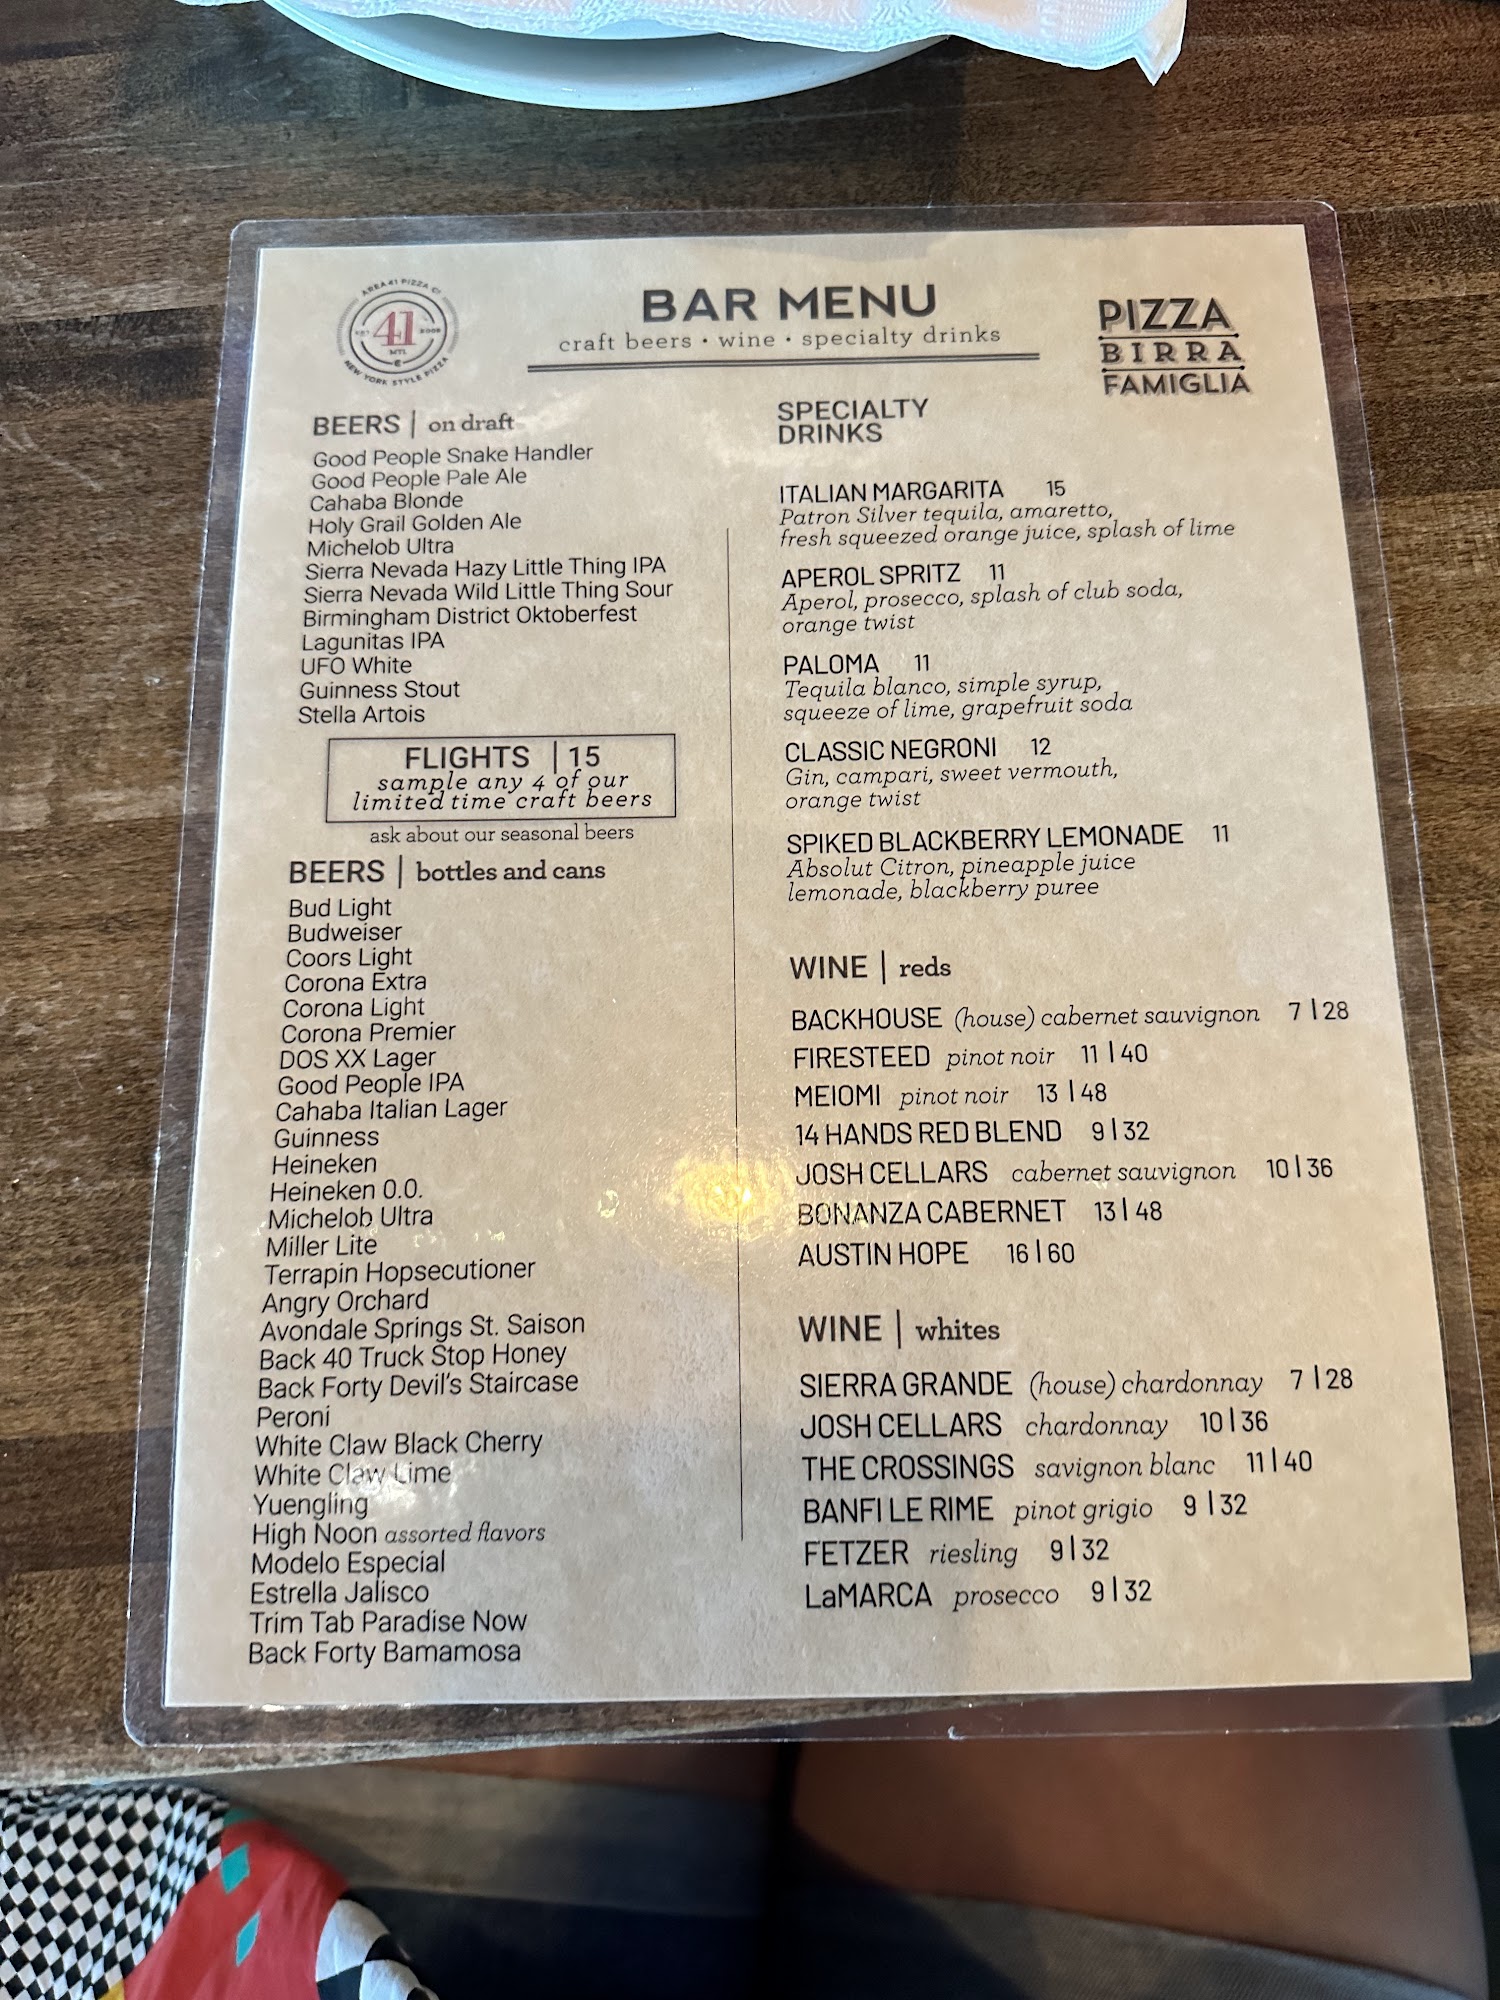 AREA 41 PIZZA CO
EST 41 2008
MTL
NEW YORK STYLE PIZZA
BAR MENU
craft beers • wine • specialty drinks
PIZZA
BIRRA
FAMIGLIA
BEERS | on draft
Good People Snake Handler
Good People Pale Ale
Cahaba Blonde
Holy Grail Golden Ale
Michelob Ultra
Sierra Nevada Hazy Little Thing IPA
Sierra Nevada Wild Little Thing Sour
Birmingham District Oktoberfest
Lagunitas IPA
UFO White
Guinness Stout
Stella Artois
FLIGHTS | 15
sample any 4 of our
limited time craft beers
ask about our seasonal beers
BEERS | bottles and cans
Bud Light
Budweiser
Coors Light
Corona Extra
Corona Light
Corona Premier
DOS XX Lager
Good People IPA
Cahaba Italian Lager
Guinness
Heineken
Heineken 0.0.
Michelob Ultra
Miller Lite
Terrapin Hopsecutioner
Angry Orchard
Avondale Springs St. Saison
Back 40 Truck Stop Honey
Back Forty Devil's Staircase
Peroni
White Claw Black Cherry
White Claw Lime
Yuengling
High Noon assorted flavors
Modelo Especial
Estrella Jalisco
Trim Tab Paradise Now
Back Forty Bamamosa
SPECIALTY
DRINKS
ITALIAN MARGARITA 15
Patron Silver tequila, amaretto,
fresh squeezed orange juice, splash of lime
APEROL SPRITZ 11
Aperol, prosecco, splash of club soda,
orange twist
PALOMA 11
Tequila blanco, simple syrup,
squeeze of lime, grapefruit soda
CLASSIC NEGRONI 12
Gin, campari, sweet vermouth,
orange twist
SPIKED BLACKBERRY LEMONADE 11
Absolut Citron, pineapple juice
lemonade, blackberry puree
WINE | reds
BACKHOUSE (house) cabernet sauvignon 7 | 28
FIRESTEED pinot noir 11 | 40
MEIOMI pinot noir 13 | 48
14 HANDS RED BLEND 9 | 32
JOSH CELLARS cabernet sauvignon 10 | 36
BONANZA CABERNET 13 | 48
AUSTIN HOPE 16 | 60
WINE | whites
SIERRA GRANDE (house) chardonnay 7 | 28
JOSH CELLARS chardonnay 10 | 36
THE CROSSINGS savignon blanc 11 | 40
BANFI LE RIME pinot grigio 9 | 32
FETZER riesling 9 | 32
LaMARCA prosecco 9 | 32